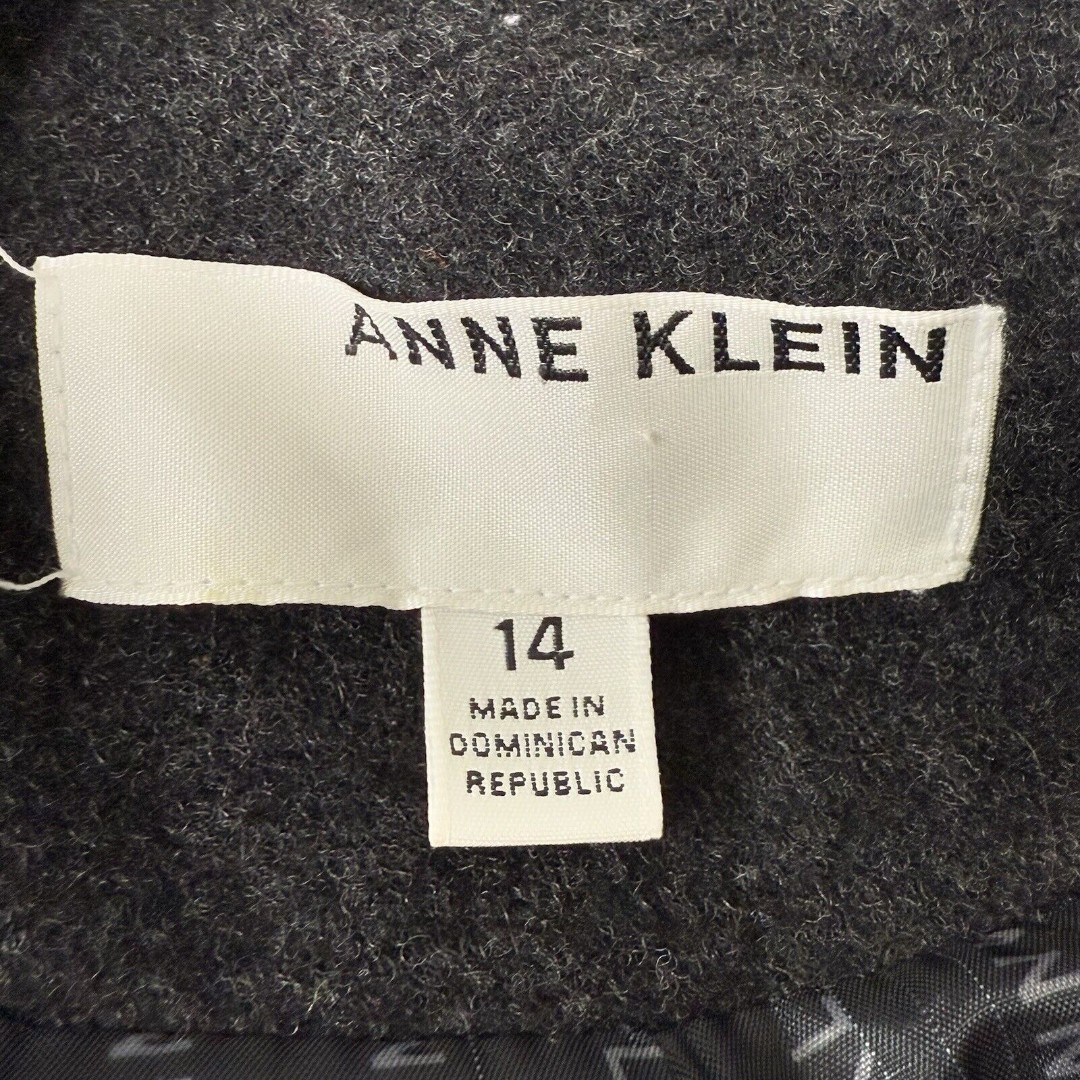 ANNE KLEIN
14
MADE IN
DOMINICAN
REPUBLIC